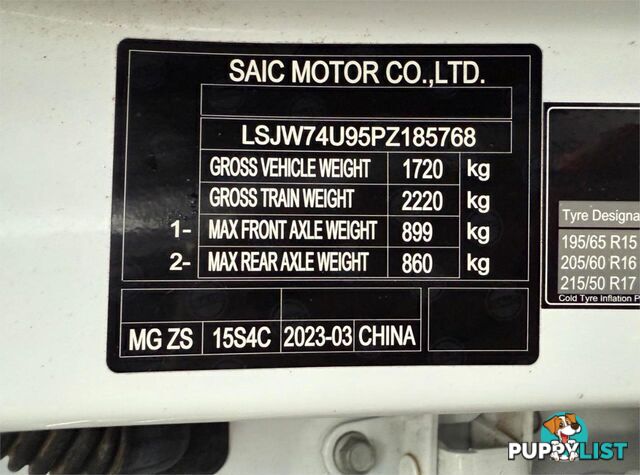 SAIC MOTOR CO.,LTD.
LSJW74U95PZ185768
GROSS VEHICLE WEIGHT 1720 kg
GROSS TRAIN WEIGHT 2220 kg
1- MAX FRONT AXLE WEIGHT 899 kg
2- MAX REAR AXLE WEIGHT 860 kg
MG ZS 15S4C 2023-03 CHINA
Tyre Designa
195/65 R15
205/60 R16
215/50 R17
Cold Tyre Inflation P
PUPPYLIST